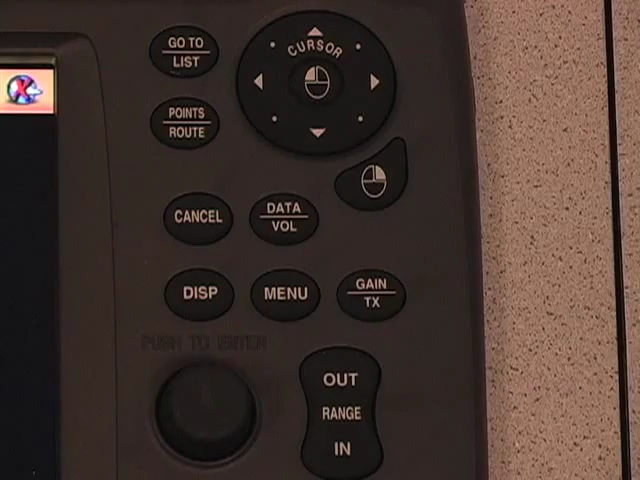 GO TO
LIST
CURSOR
POINTS
ROUTE
CANCEL
DATA
VOL
DISP
MENU
GAIN
TX
PUSH TO ENTER
OUT
RANGE
IN